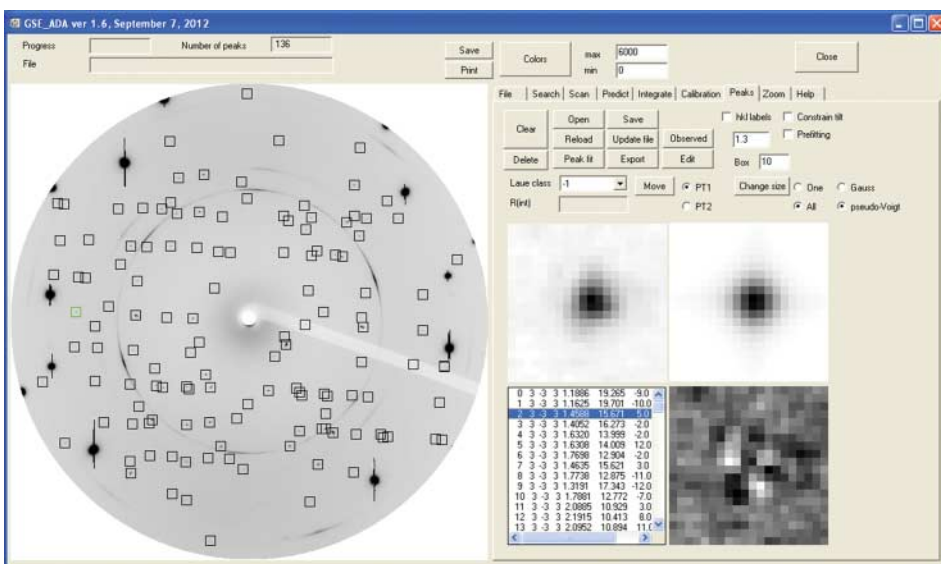 GSE_ADA ver 1.6, September 7, 2012
Progress Number of peaks 136
File
Save
Print
Colors
max 6000
min 0
Close
File Search Scan Predict Integrate Calibration Peaks Zoom Help
Clear Open Save
Reload Update file Observed
Delete Peak fit Export Edit
hkl labels Constrain tilt
1.3 Prefitting
Box 10
Laue class -1 Move PT1 Change size One Gauss
R(int) PT2 All pseudo-Voigt
0 3 -3 3 1.1886 19.265 -9.0
1 3 -3 3 1.1625 19.701 -10.0
2 3 -3 3 1.4588 15.671 5.0
3 3 -3 3 1.4052 16.273 -2.0
4 3 -3 3 1.6320 13.999 -2.0
5 3 -3 3 1.6308 14.009 12.0
6 3 -3 3 1.7698 12.904 -2.0
7 3 -3 3 1.4635 15.621 3.0
8 3 -3 3 1.7738 12.875 -11.0
9 3 -3 3 1.3191 17.343 -12.0
10 3 -3 3 1.7881 12.772 -7.0
11 3 -3 3 2.0885 10.929 3.0
12 3 -3 3 2.1915 10.413 8.0
13 3 -3 3 2.0952 10.894 11.0